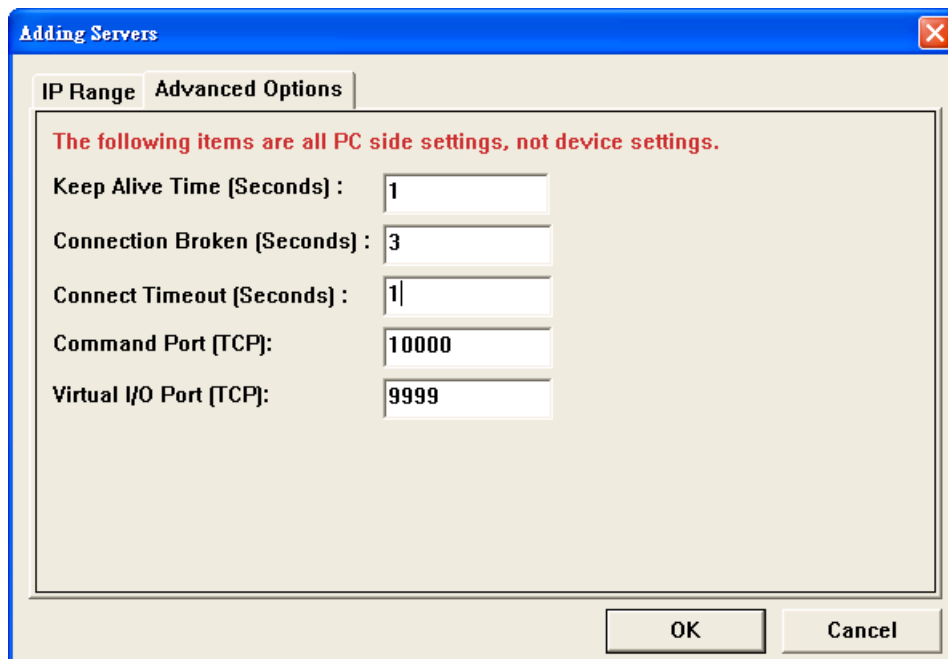 Adding Servers
IP Range
Advanced Options
The following items are all PC side settings, not device settings.
Keep Alive Time (Seconds) : 1
Connection Broken (Seconds) : 3
Connect Timeout (Seconds) : 1
Command Port (TCP): 10000
Virtual I/O Port (TCP): 9999
OK
Cancel